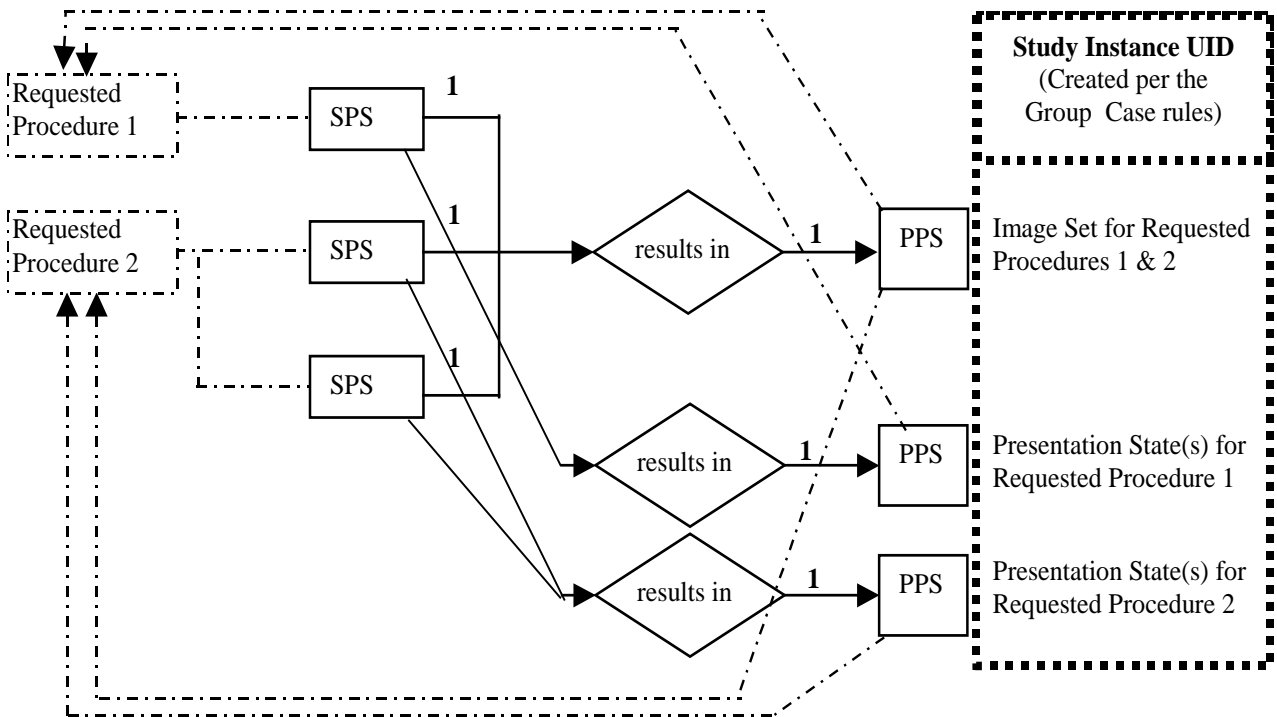 Study Instance UID
(Created per the
Group Case rules)
Requested
Procedure 1
1
SPS
Requested
Procedure 2
1
SPS
results in
1
PPS
Image Set for Requested
Procedures 1 & 2
1
SPS
results in
1
PPS
Presentation State(s) for
Requested Procedure 1
results in
1
PPS
Presentation State(s) for
Requested Procedure 2